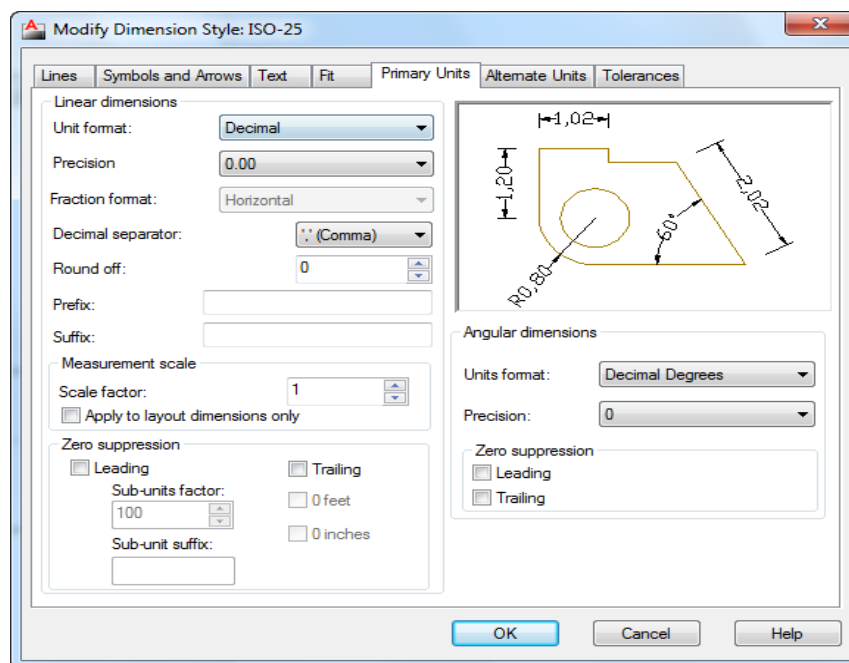 Modify Dimension Style: ISO-25
Lines Symbols and Arrows Text Fit Primary Units Alternate Units Tolerances
Linear dimensions
Unit format: Decimal
Precision 0.00
Fraction format: Horizontal
Decimal separator: ',' (Comma)
Round off: 0
Prefix:
Suffix:
Measurement scale
Scale factor: 1
Apply to layout dimensions only
Zero suppression
Leading Trailing
Sub-units factor: 0 feet
100
0 inches
Sub-unit suffix:
1,02
1,20
2,02
60°
R0,80
Angular dimensions
Units format: Decimal Degrees
Precision: 0
Zero suppression
Leading
Trailing
OK Cancel Help